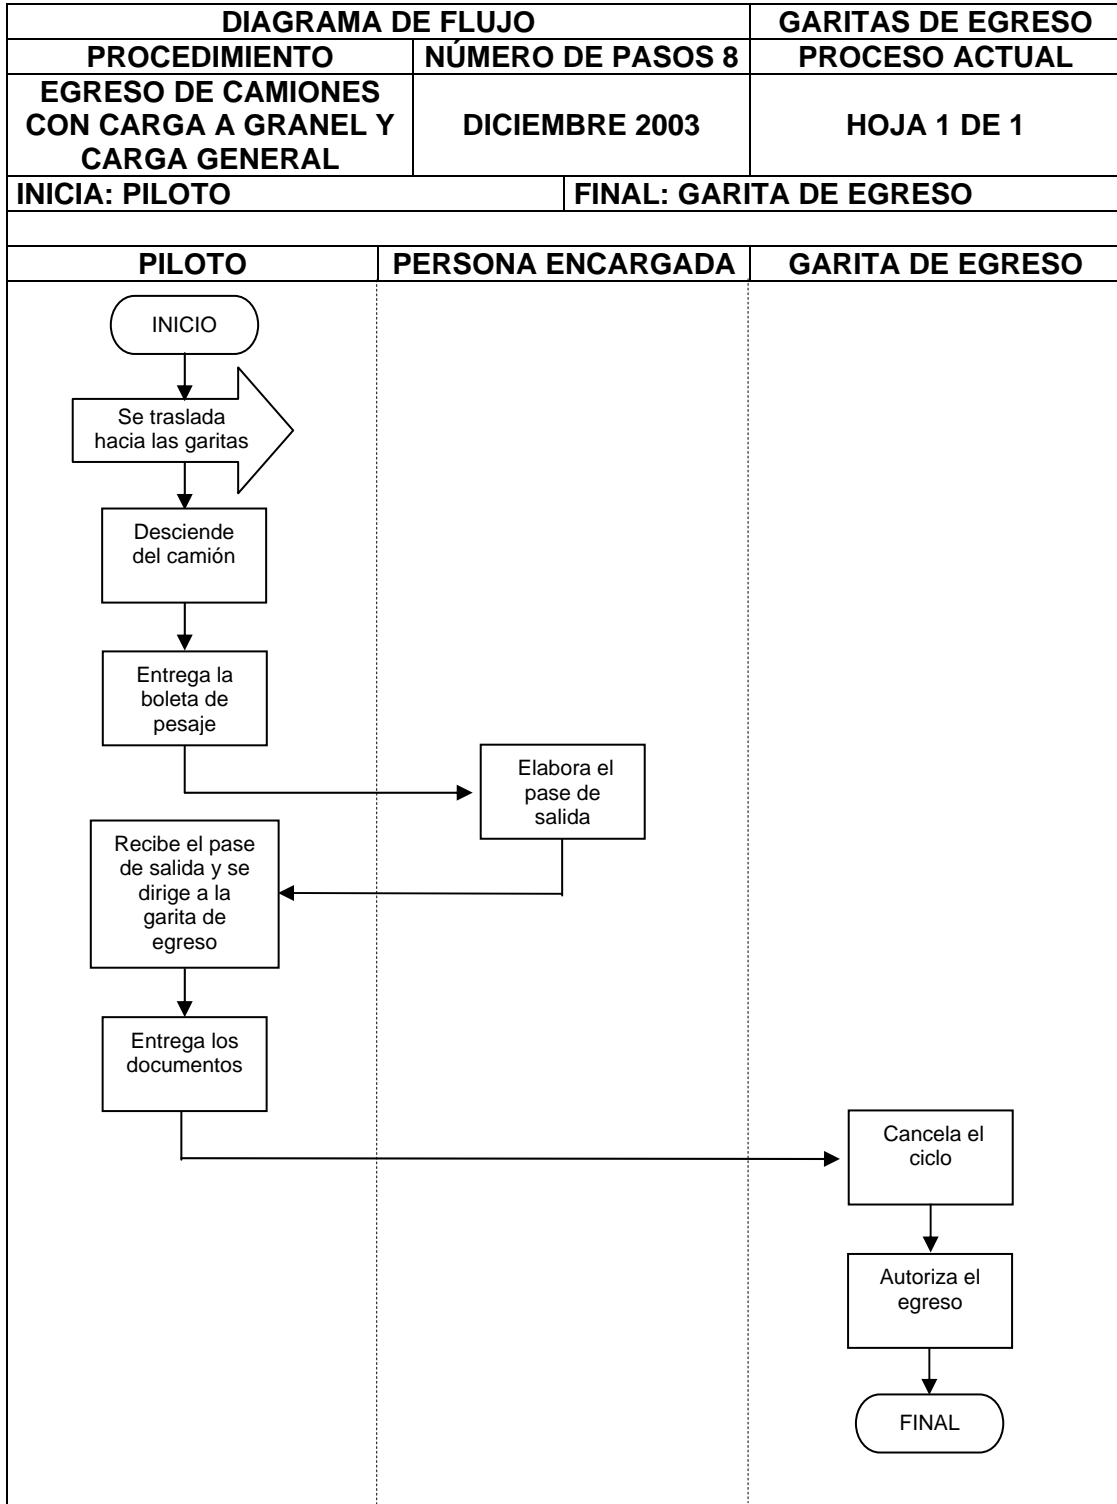 DIAGRAMA DE FLUJO
GARITAS DE EGRESO
PROCEDIMIENTO
NÚMERO DE PASOS 8
PROCESO ACTUAL
EGRESO DE CAMIONES
CON CARGA A GRANEL Y
CARGA GENERAL
DICIEMBRE 2003
HOJA 1 DE 1
INICIA: PILOTO
FINAL: GARITA DE EGRESO
PILOTO
PERSONA ENCARGADA
GARITA DE EGRESO
INICIO
Se traslada
hacia las garitas
Desciende
del camión
Entrega la
boleta de
pesaje
Elabora el
pase de
salida
Recibe el pase
de salida y se
dirige a la
garita de
egreso
Entrega los
documentos
Cancela el
ciclo
Autoriza el
egreso
FINAL